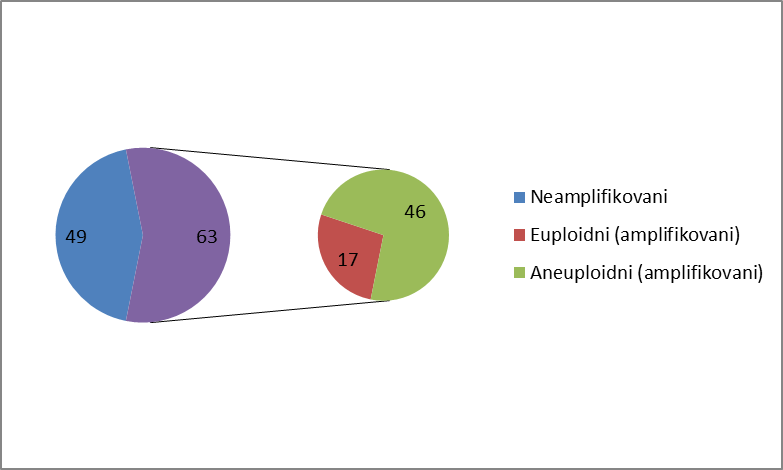 49
63
46
17
Neamplifikovani
Euploidni (amplifikovani)
Aneuploidni (amplifikovani)